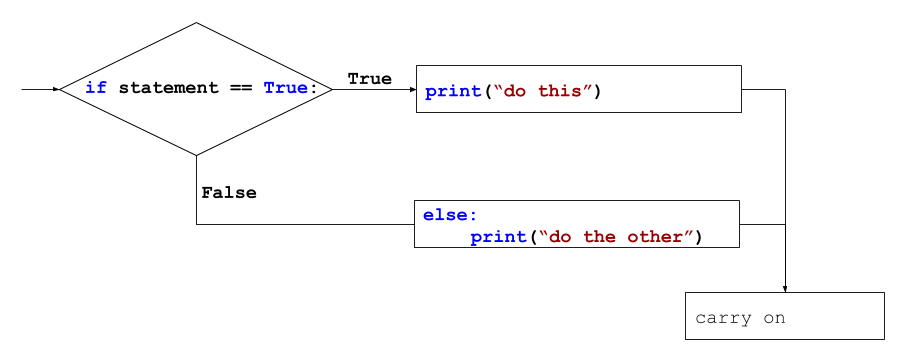 if statement == True:
True
print(“do this”)
False
else:
    print(“do the other”)
carry on